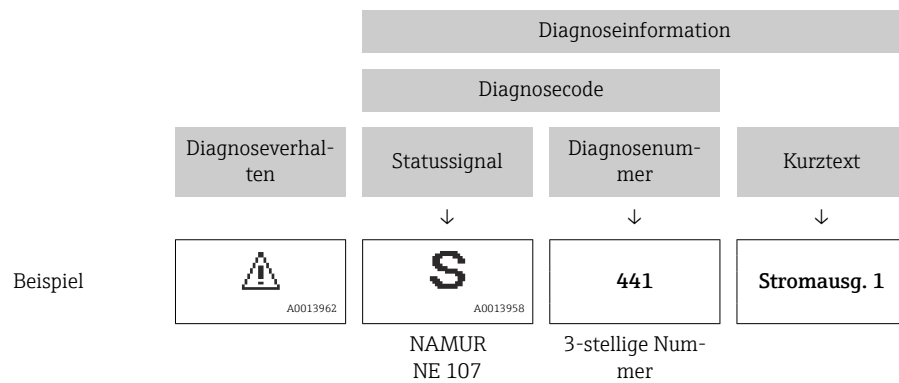 Diagnoseinformation
Diagnosecode
Diagnoseverhal-
ten
Statussignal
Diagnosenum-
mer
Kurztext
↓
↓
↓
Beispiel
A0013962
S
A0013958
441
Stromausg. 1
NAMUR
NE 107
3-stellige Num-
mer